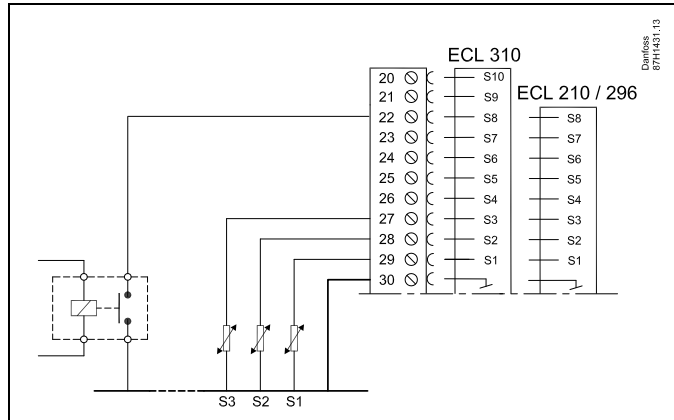 Danfoss
87H1431.13
ECL 310
ECL 210 / 296
20 S10
21 S9
22 S8 S8
23 S7 S7
24 S6 S6
25 S5 S5
26 S4 S4
27 S3 S3
28 S2 S2
29 S1 S1
30
S3 S2 S1